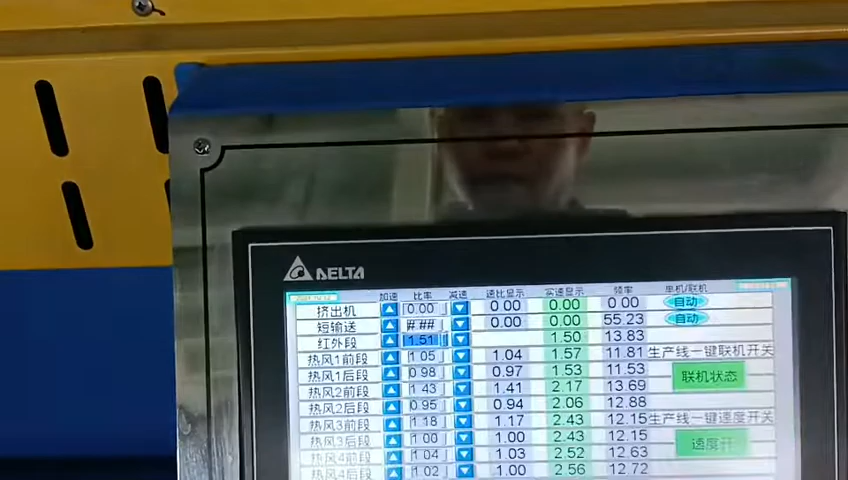 DELTA
加速 比率 减速 速比显示 实速显示 频率 单机/联机
挤出机 0.00 0.00 0.00 0.00 自动
短输送 #.## 0.00 0.00 55.23 自动
红外段 1.51 1.50 13.83
热风1前段 1.05 1.04 1.57 11.81 生产线一键联机开关
热风1后段 0.98 0.97 1.53 11.53 联机状态
热风2前段 1.43 1.41 2.17 13.69
热风2后段 0.95 0.94 2.06 12.88
热风3前段 1.18 1.17 2.43 12.15 生产线一键速度开关
热风3后段 1.00 1.00 2.43 12.15 速度开
热风4前段 1.04 1.03 2.52 12.63
热风4后段 1.02 1.00 2.56 12.72